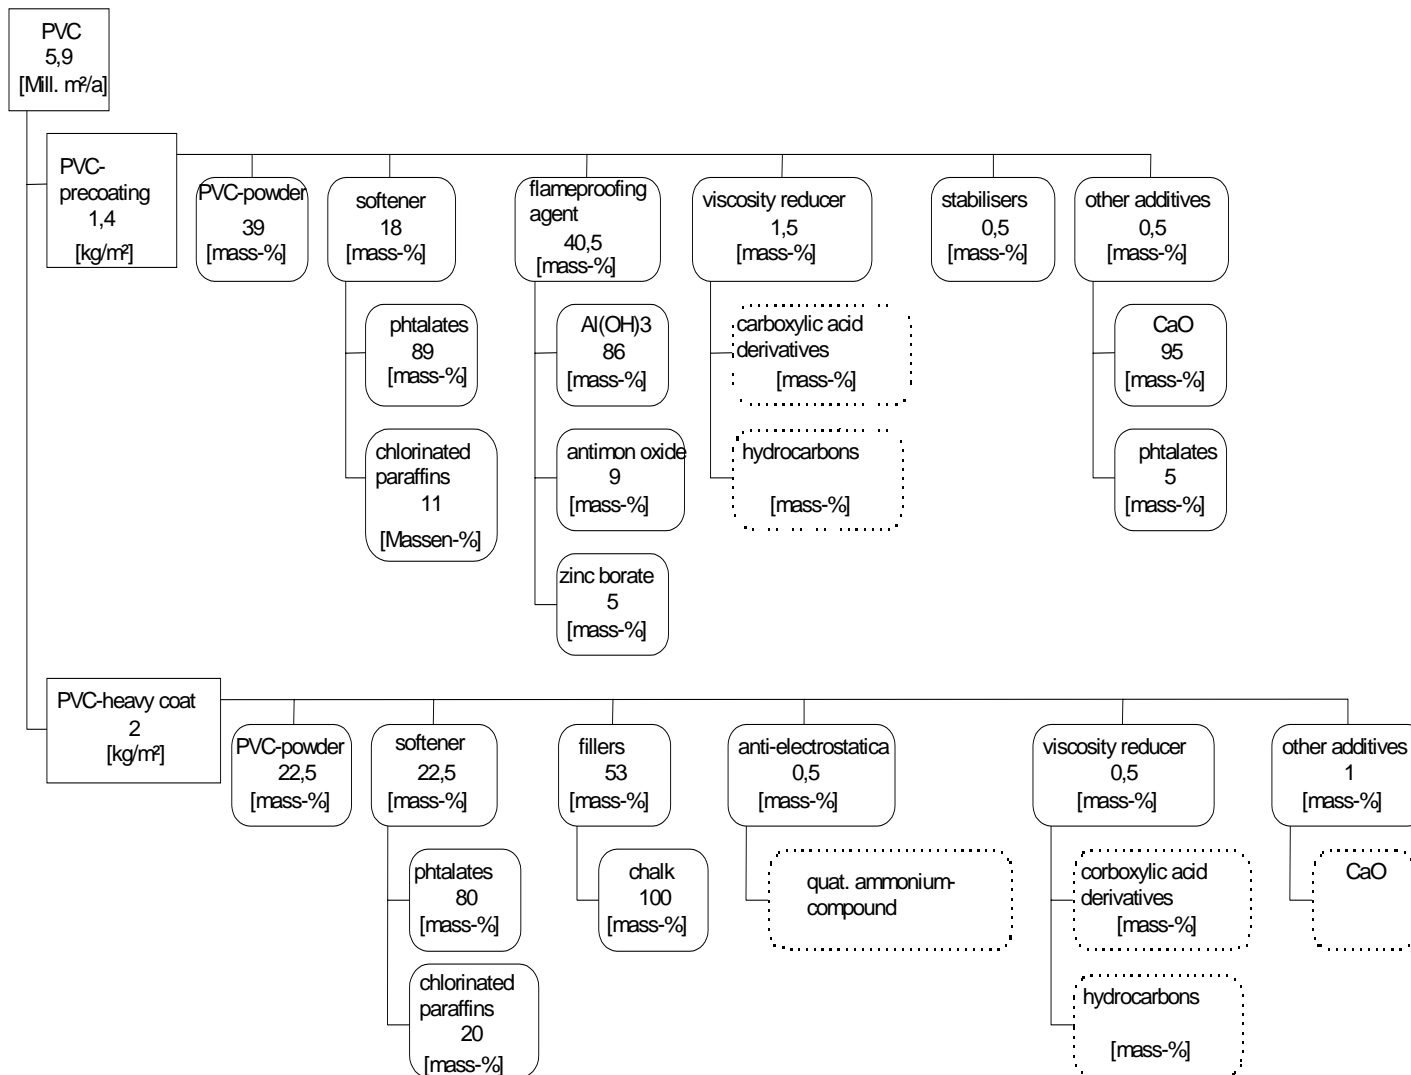 PVC
5,9
[Mill. m²/a]
PVC-
precoating
1,4
[kg/m²]
PVC-powder
39
[mass-%]
softener
18
[mass-%]
flameproofing
agent
40,5
[mass-%]
viscosity reducer
1,5
[mass-%]
stabilisers
0,5
[mass-%]
other additives
0,5
[mass-%]
phtalates
89
[mass-%]
Al(OH)3
86
[mass-%]
carboxylic acid
derivatives
[mass-%]
CaO
95
[mass-%]
chlorinated
paraffins
11
[Massen-%]
antimon oxide
9
[mass-%]
hydrocarbons
[mass-%]
phtalates
5
[mass-%]
zinc borate
5
[mass-%]
PVC-heavy coat
2
[kg/m²]
PVC-powder
22,5
[mass-%]
softener
22,5
[mass-%]
fillers
53
[mass-%]
anti-electrostatica
0,5
[mass-%]
viscosity reducer
0,5
[mass-%]
other additives
1
[mass-%]
phtalates
80
[mass-%]
chalk
100
[mass-%]
quat. ammonium-
compound
corboxylic acid
derivatives
[mass-%]
CaO
chlorinated
paraffins
20
[mass-%]
hydrocarbons
[mass-%]